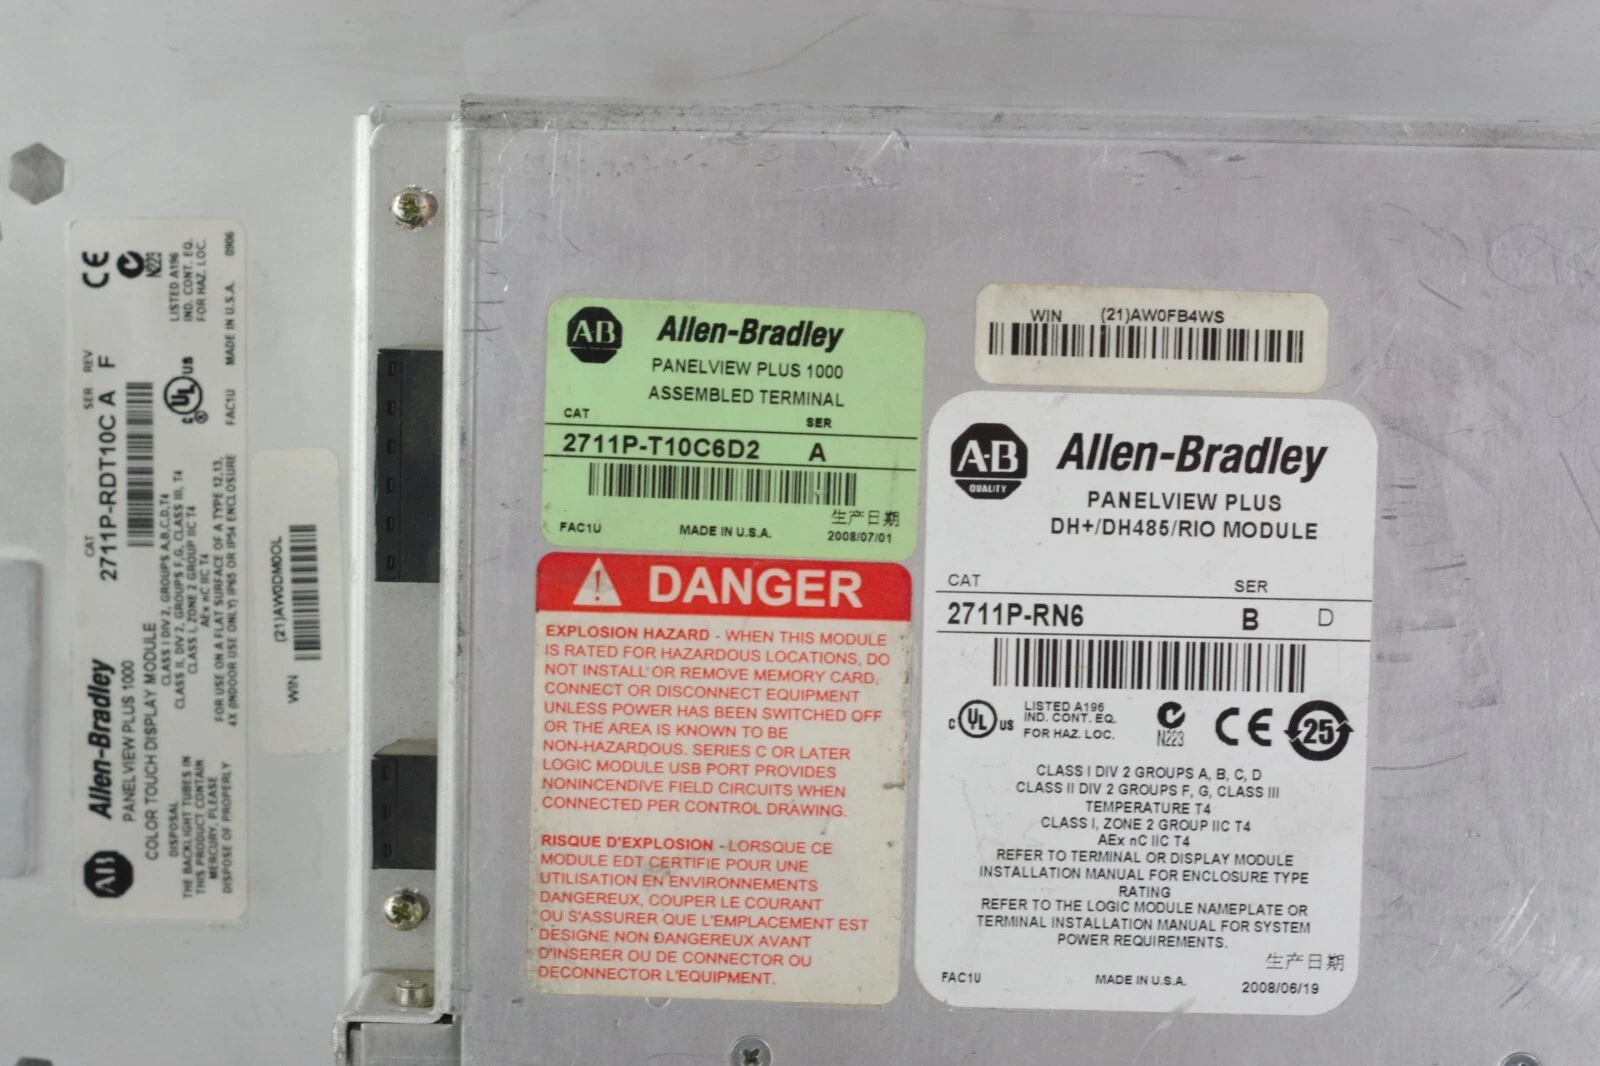 A·B
Allen-Bradley
PANELVIEW PLUS 1000
COLOR TOUCH DISPLAY MODULE
CAT
SER
REV
2711P-RDT10C A F
CLASS I DIV 2, GROUPS A,B,C,D,T4
CLASS II, DIV 2, GROUPS F,G, CLASS III, T4
CLASS I, ZONE 2 GROUP IIC T4
AEx nC IIC T4
FOR USE ON A FLAT SURFACE OF A TYPE 12,13,
4X (INDOOR USE ONLY) IP65 OR IP54 ENCLOSURE
DISPOSAL
THE BACKLIGHT TUBES IN
THIS PRODUCT CONTAIN
MERCURY, PLEASE
DISPOSE OF PROPERLY
C UL US
®
CE
N223
LISTED A196
IND. CONT. EQ.
FOR HAZ. LOC.
FAC1U
MADE IN U.S.A.
0906
WIN
(21)AW0DM0OL
A·B
Allen-Bradley
PANELVIEW PLUS 1000
ASSEMBLED TERMINAL
CAT
SER
2711P-T10C6D2 A
生产日期
FAC1U
MADE IN U.S.A.
2008/07/01
DANGER
EXPLOSION HAZARD - WHEN THIS MODULE
IS RATED FOR HAZARDOUS LOCATIONS, DO
NOT INSTALL OR REMOVE MEMORY CARD,
CONNECT OR DISCONNECT EQUIPMENT
UNLESS POWER HAS BEEN SWITCHED OFF
OR THE AREA IS KNOWN TO BE
NON-HAZARDOUS. SERIES C OR LATER
LOGIC MODULE USB PORT PROVIDES
NONINCENDIVE FIELD CIRCUITS WHEN
CONNECTED PER CONTROL DRAWING.
RISQUE D'EXPLOSION - LORSQUE CE
MODULE EDT CERTIFIE POUR UNE
UTILISATION EN ENVIRONNEMENTS
DANGEREUX, COUPER LE COURANT
OU S'ASSURER QUE L'EMPLACEMENT EST
DESIGNE NON DANGEREUX AVANT
D'INSERER OU DE CONNECTOR OU
DECONNECTOR L'EQUIPMENT.
WIN (21)AW0FB4WS
A·B
QUALITY
Allen-Bradley
PANELVIEW PLUS
DH+/DH485/RIO MODULE
CAT
SER
2711P-RN6 B D
C UL US
LISTED A196
IND. CONT. EQ.
FOR HAZ. LOC.
N223
CE
25
CLASS I DIV 2 GROUPS A, B, C, D
CLASS II DIV 2 GROUPS F, G, CLASS III
TEMPERATURE T4
CLASS I, ZONE 2 GROUP IIC T4
AEx nC IIC T4
REFER TO TERMINAL OR DISPLAY MODULE
INSTALLATION MANUAL FOR ENCLOSURE TYPE
RATING
REFER TO THE LOGIC MODULE NAMEPLATE OR
TERMINAL INSTALLATION MANUAL FOR SYSTEM
POWER REQUIREMENTS.
生产日期
FAC1U
MADE IN U.S.A.
2008/06/19